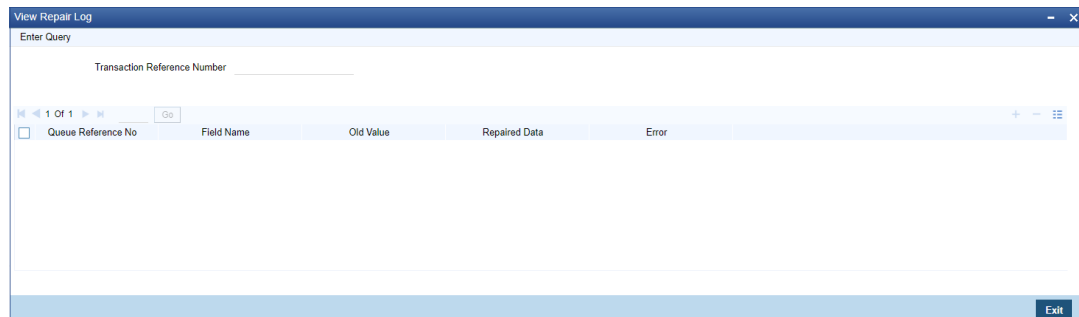 View Repair Log
Enter Query
Transaction Reference Number
1 Of 1 Go
Queue Reference No Field Name Old Value Repaired Data Error
Exit